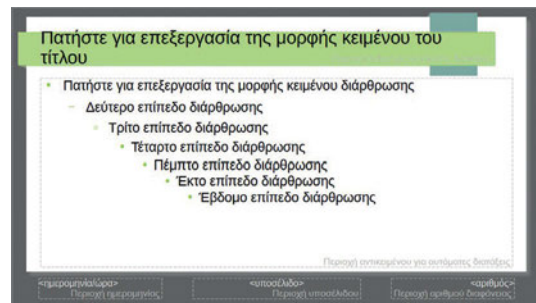 Πατήστε για επεξεργασία της μορφής κειμένου του
τίτλου
Πατήστε για επεξεργασία της μορφής κειμένου διάρθρωσης
Δεύτερο επίπεδο διάρθρωσης
Τρίτο επίπεδο διάρθρωσης
Τέταρτο επίπεδο διάρθρωσης
Πέμπτο επίπεδο διάρθρωσης
Έκτο επίπεδο διάρθρωσης
Έβδομο επίπεδο διάρθρωσης
Περιοχή αντικειμένου για αυτόματες διατάξεις
<ημερομηνία/ώρα> <υποσέλιδο> <αριθμός>
Περιοχή ημερομηνίας Περιοχή υποσέλιδου Περιοχή αριθμού διαφάνειας